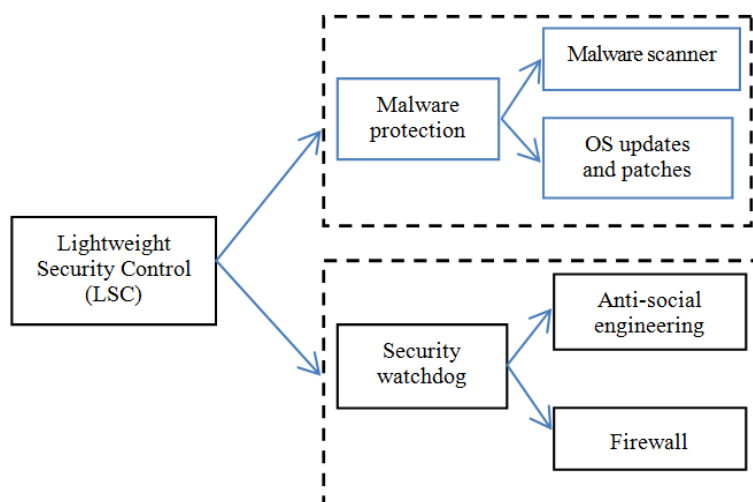 Malware scanner
Malware
protection
OS updates
and patches
Lightweight
Security Control
(LSC)
Anti-social
engineering
Security
watchdog
Firewall